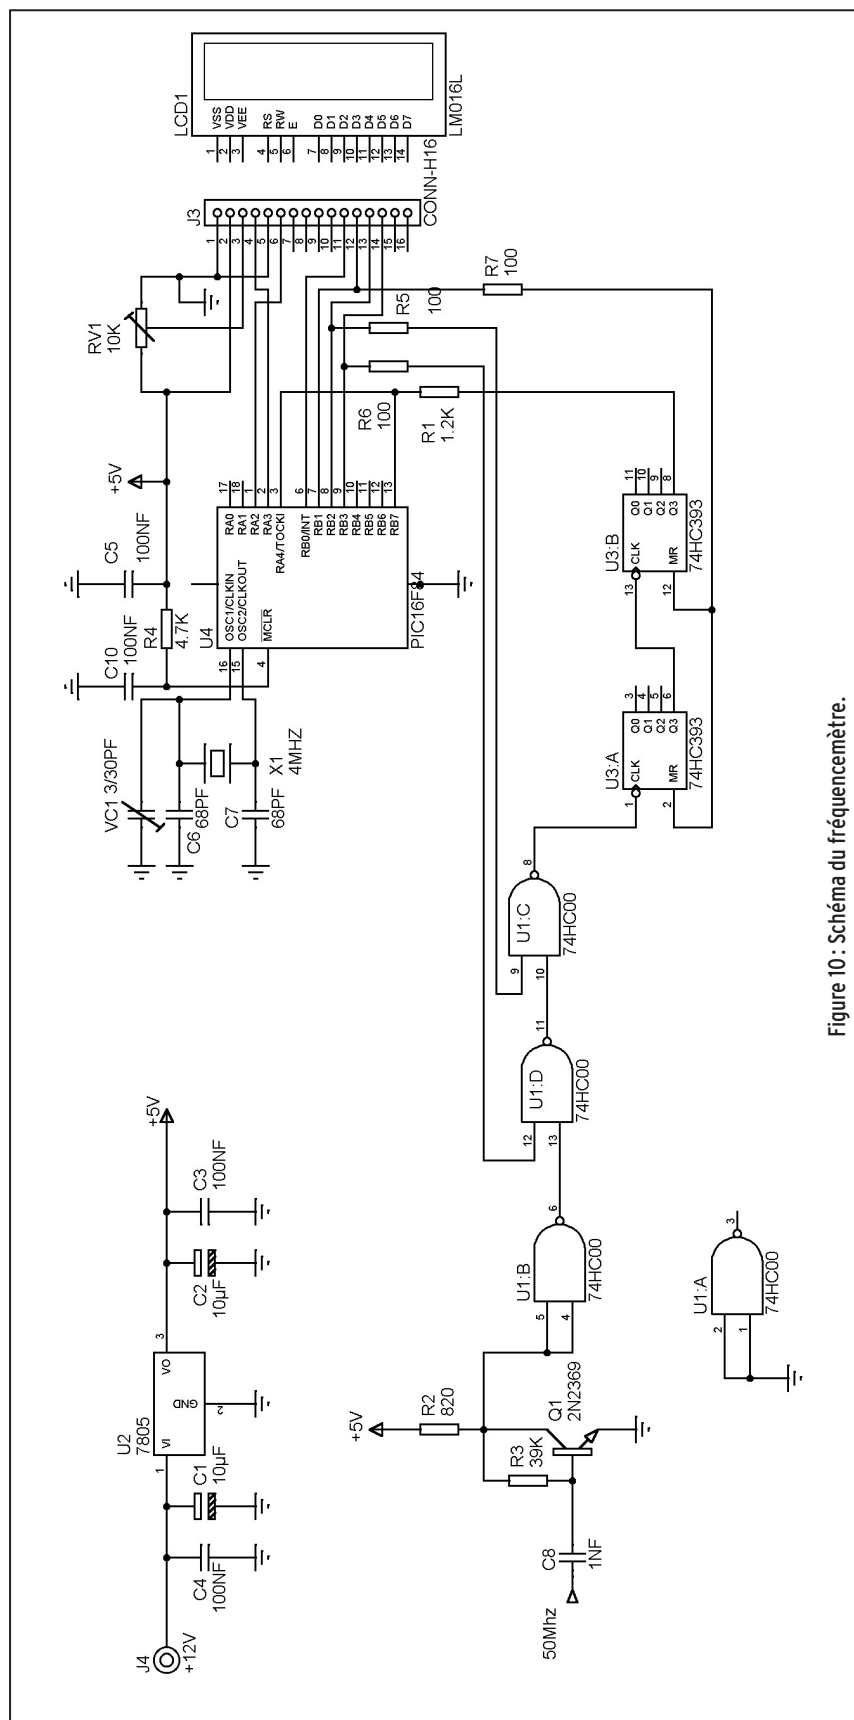 LCD1
VSS
VDD
VEE
RS
RW
E
D0
D1
D2
D3
D4
D5
D6
D7
1
2
3
4
5
6
7
8
9
10
11
12
13
14
LM016L
J3
1
2
3
4
5
6
7
8
9
10
11
12
13
14
15
16
CONN-H16
RV1
10K
+5V
C5
100NF
C10
100NF
R4
4.7K
VC1 3/30PF
C6
68PF
C7
68PF
X1
4MHZ
U4
16
15
4
OSC1/CLKIN
OSC2/CLKOUT
MCLR
RA0
RA1
RA2
RA3
RA4/TOCKI
RB0/INT
RB1
RB2
RB3
RB4
RB5
RB6
RB7
17
18
1
2
3
6
7
8
9
10
11
12
13
PIC16F84
R5
100
R6
100
R7
100
R1
1.2K
U3:B
13
CLK
12
MR
Q0
Q1
Q2
Q3
11
10
9
8
74HC393
U3:A
1
CLK
2
MR
Q0
Q1
Q2
Q3
3
4
5
6
74HC393
U1:C
9
10
8
74HC00
U1:D
12
13
11
74HC00
U1:B
5
4
6
74HC00
U1:A
2
1
3
74HC00
J4
+12V
C4
100NF
C1
10µF
U2
7805
1
VI
VO
3
GND
2
C2
10µF
C3
100NF
+5V
50Mhz
C8
1NF
R3
39K
+5V
R2
820
Q1
2N2369
Figure 10 : Schéma du fréquencemètre.